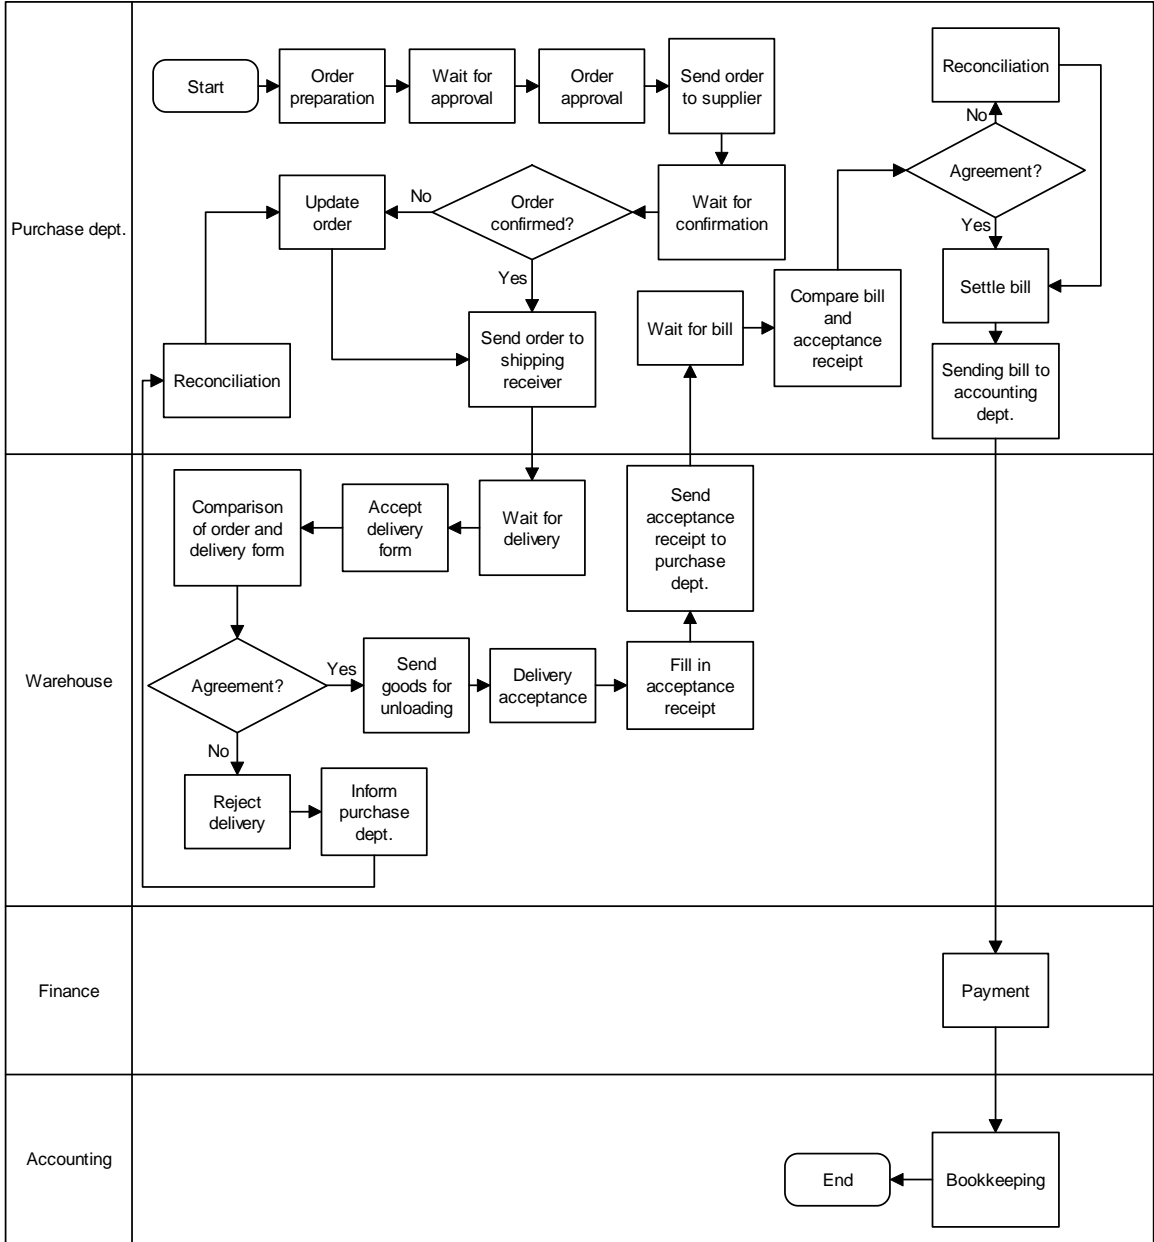 Purchase dept.
Start
Order
preparation
Wait for
approval
Order
approval
Send order
to supplier
Reconciliation
No
Agreement?
Yes
Update
order
No
Order
confirmed?
Yes
Wait for
confirmation
Settle bill
Wait for bill
Compare bill
and
acceptance
receipt
Send order to
shipping
receiver
Reconciliation
Sending bill to
accounting
dept.
Warehouse
Comparison
of order and
delivery form
Accept
delivery
form
Wait for
delivery
Send
acceptance
receipt to
purchase
dept.
Agreement?
Yes
No
Send
goods for
unloading
Delivery
acceptance
Fill in
acceptance
receipt
Reject
delivery
Inform
purchase
dept.
Finance
Payment
Accounting
End
Bookkeeping